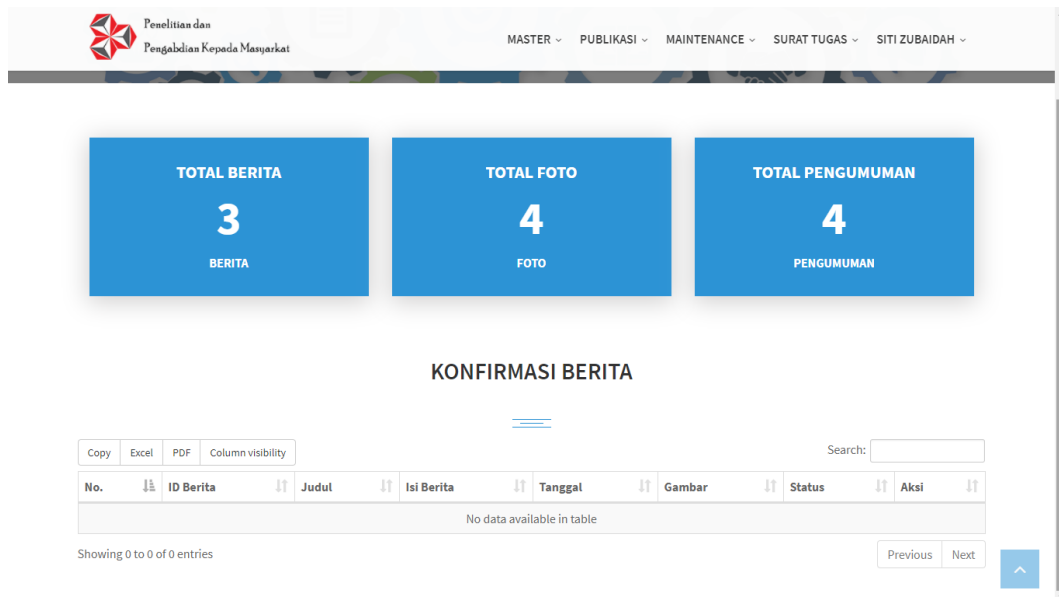 Penelitian dan
Pengabdian Kepada Masyarkat
MASTER PUBLIKASI MAINTENANCE SURAT TUGAS SITI ZUBAIDAH
TOTAL BERITA
3
BERITA
TOTAL FOTO
4
FOTO
TOTAL PENGUMUMAN
4
PENGUMUMAN
KONFIRMASI BERITA
Copy Excel PDF Column visibility
Search:
No. ID Berita Judul Isi Berita Tanggal Gambar Status Aksi
No data available in table
Showing 0 to 0 of 0 entries
Previous Next